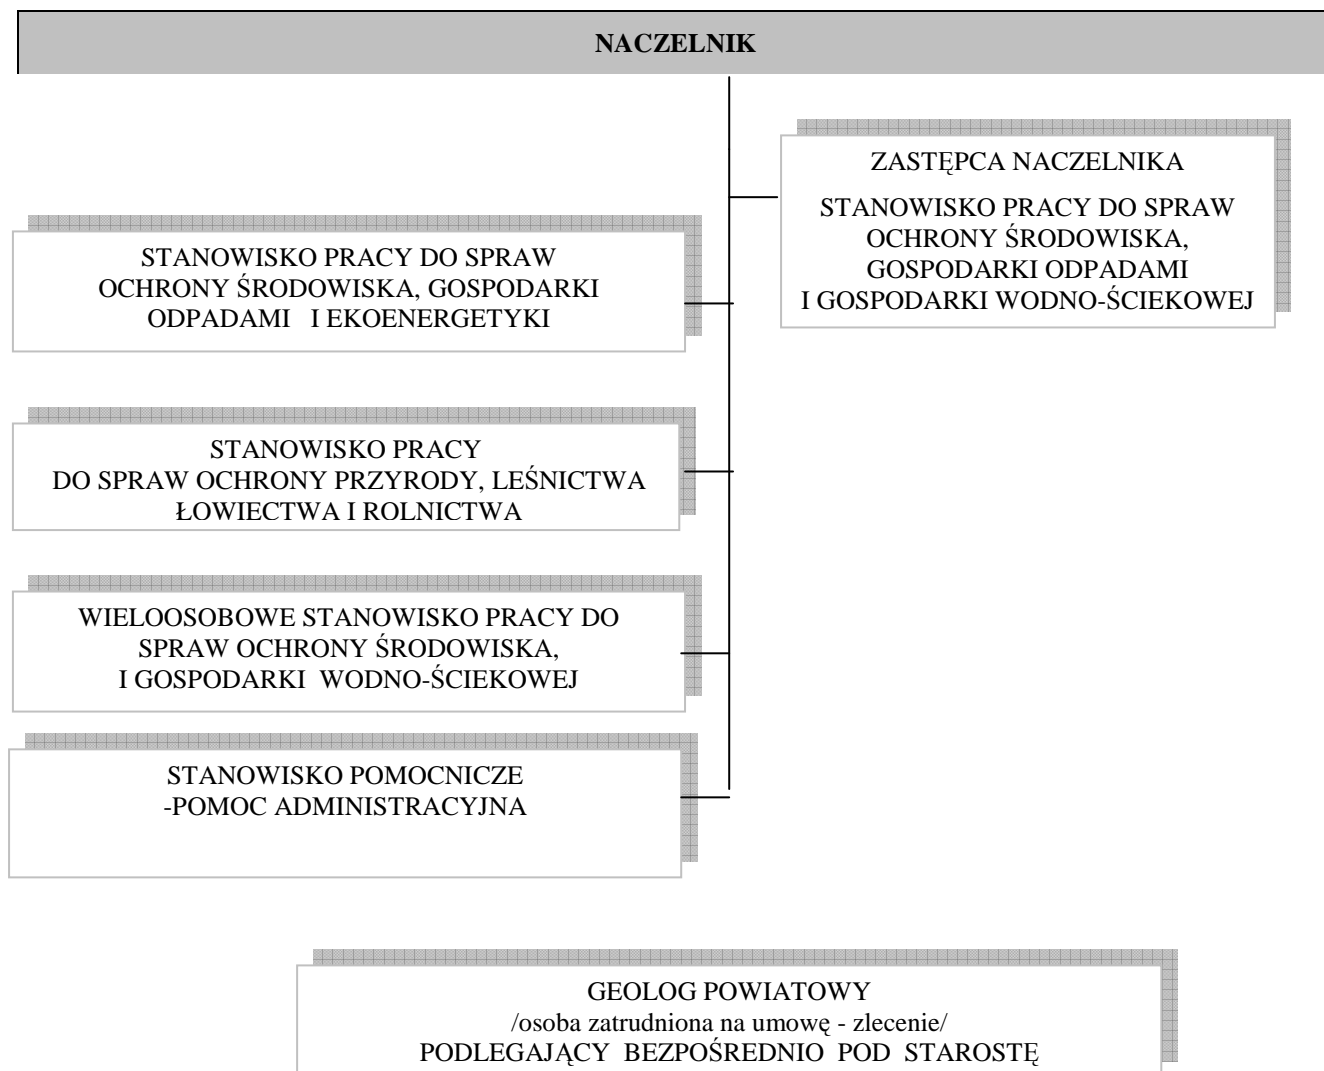 NACZELNIK
ZASTĘPCA NACZELNIKA
STANOWISKO PRACY DO SPRAW
OCHRONY ŚRODOWISKA,
GOSPODARKI ODPADAMI
I GOSPODARKI WODNO-ŚCIEKOWEJ
STANOWISKO PRACY DO SPRAW
OCHRONY ŚRODOWISKA, GOSPODARKI
ODPADAMI I EKOENERGETYKI
STANOWISKO PRACY
DO SPRAW OCHRONY PRZYRODY, LEŚNICTWA
ŁOWIECTWA I ROLNICTWA
WIELOOSOBOWE STANOWISKO PRACY DO
SPRAW OCHRONY ŚRODOWISKA,
I GOSPODARKI WODNO-ŚCIEKOWEJ
STANOWISKO POMOCNICZE
-POMOC ADMINISTRACYJNA
GEOLOG POWIATOWY
/osoba zatrudniona na umowę - zlecenie/
PODLEGAJĄCY BEZPOŚREDNIO POD STAROSTĘ